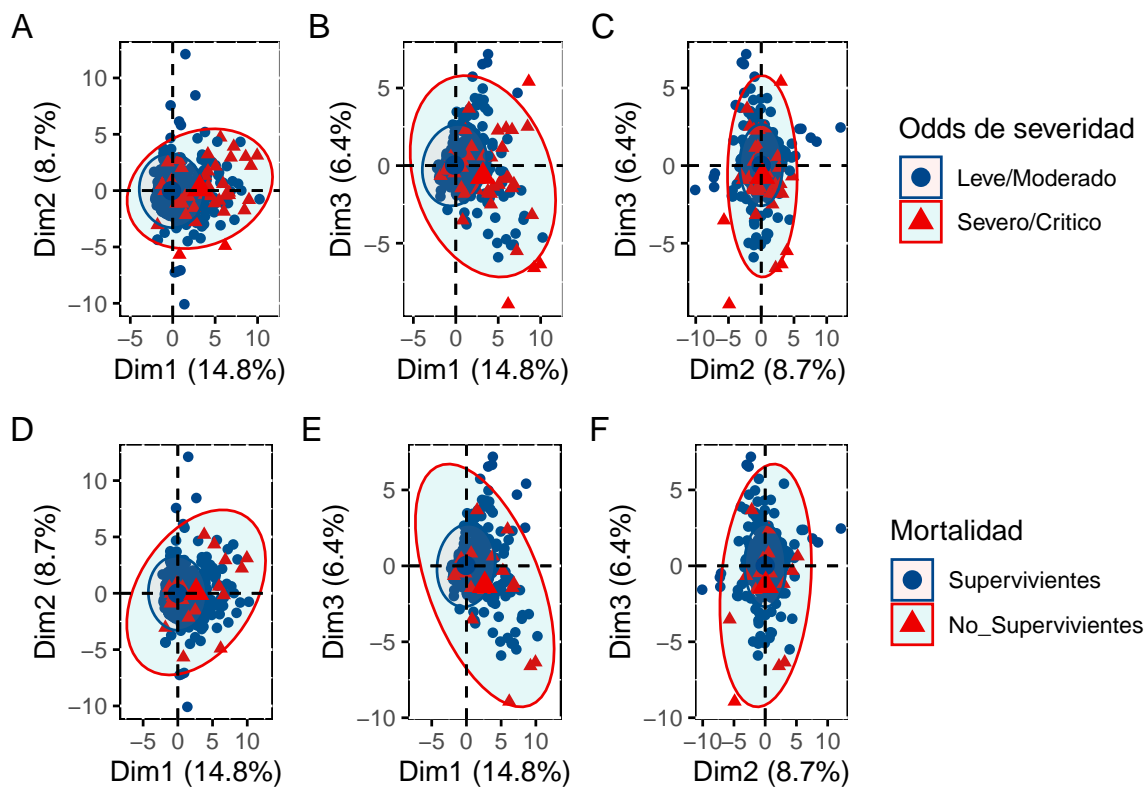 A
B
C
10
5
0
−5
−10
Dim2 (8.7%)
−5 0 5 10
Dim1 (14.8%)
5
0
−5
Dim3 (6.4%)
−5 0 5 10
Dim1 (14.8%)
5
0
−5
Dim3 (6.4%)
−10 −5 0 5 10
Dim2 (8.7%)
Odds de severidad
Leve/Moderado
Severo/Critico
D
E
F
10
5
0
−5
−10
Dim2 (8.7%)
−5 0 5 10
Dim1 (14.8%)
5
0
−5
−10
Dim3 (6.4%)
−5 0 5 10
Dim1 (14.8%)
5
0
−5
−10
Dim3 (6.4%)
−10 −5 0 5 10
Dim2 (8.7%)
Mortalidad
Supervivientes
No_Supervivientes